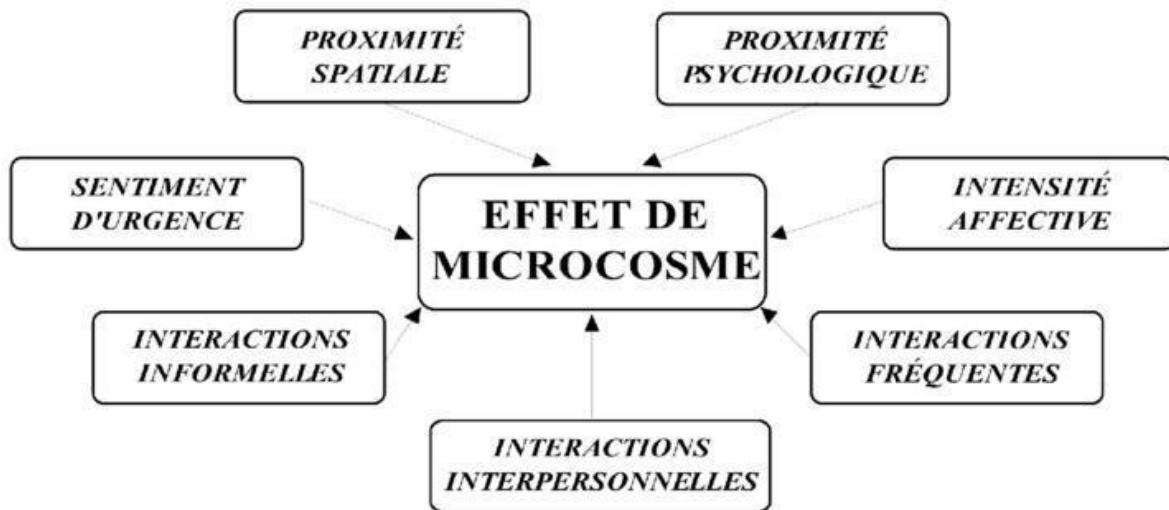 PROXIMITÉ
SPATIALE
PROXIMITÉ
PSYCHOLOGIQUE
SENTIMENT
D'URGENCE
EFFET DE
MICROCOSME
INTENSITÉ
AFFECTIVE
INTERACTIONS
INFORMELLES
INTERACTIONS
FRÉQUENTES
INTERACTIONS
INTERPERSONNELLES